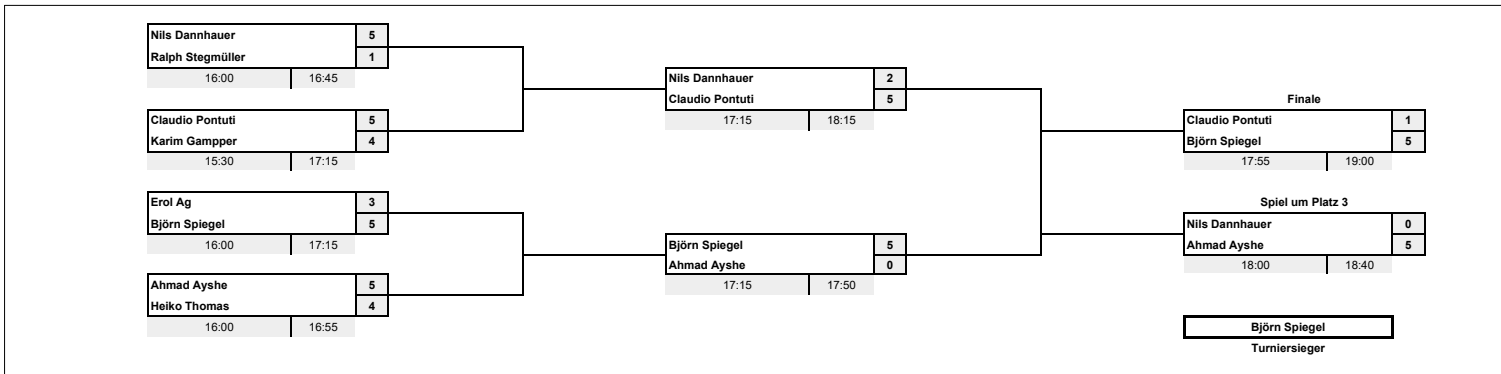 Nils Dannhauer 5
Ralph Stegmüller 1
16:00 16:45
Claudio Pontuti 5
Karim Gampper 4
15:30 17:15
Erol Ag 3
Björn Spiegel 5
16:00 17:15
Ahmad Ayshe 5
Heiko Thomas 4
16:00 16:55
Nils Dannhauer 2
Claudio Pontuti 5
17:15 18:15
Björn Spiegel 5
Ahmad Ayshe 0
17:15 17:50
Finale
Claudio Pontuti 1
Björn Spiegel 5
17:55 19:00
Spiel um Platz 3
Nils Dannhauer 0
Ahmad Ayshe 5
18:00 18:40
Björn Spiegel
Turniersieger